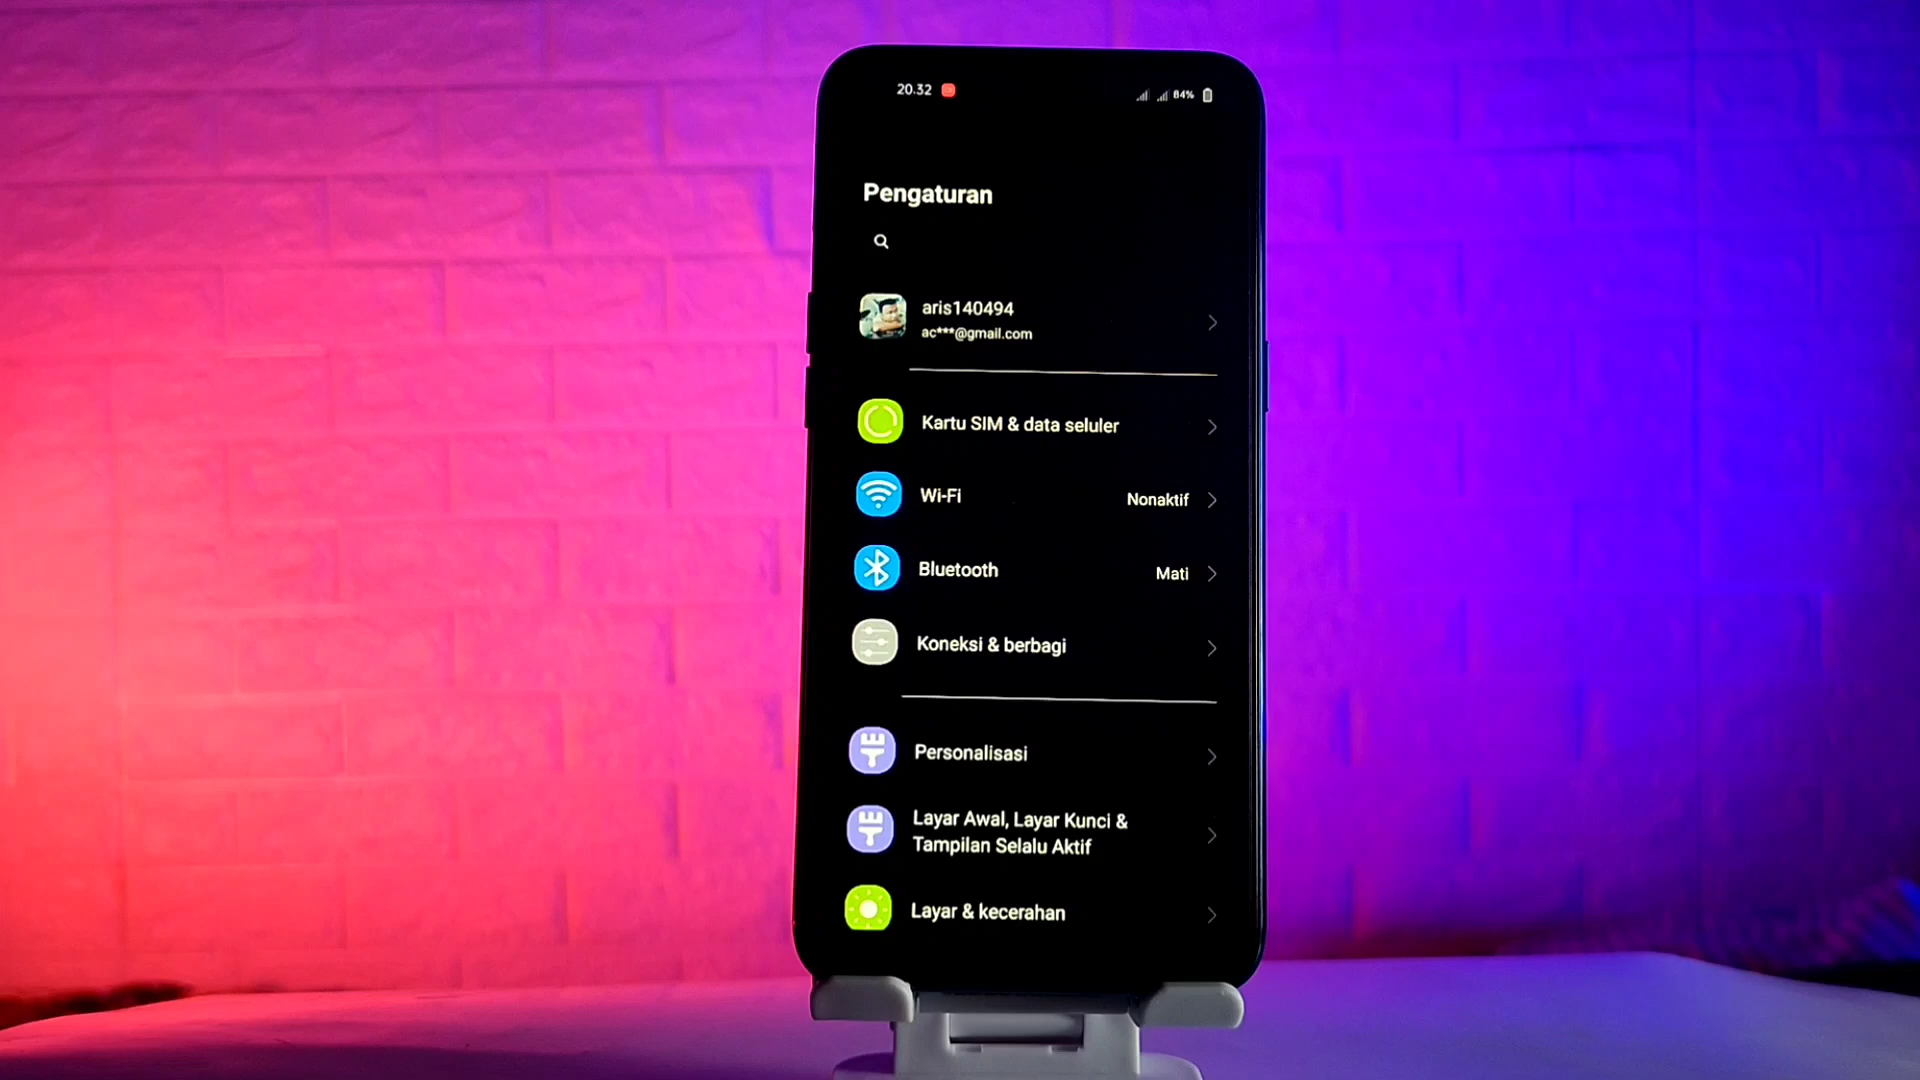 20.32
84%
Pengaturan
aris140494
ac***@gmail.com
Kartu SIM & data seluler
Wi-Fi
Nonaktif
Bluetooth
Mati
Koneksi & berbagi
Personalisasi
Layar Awal, Layar Kunci &
Tampilan Selalu Aktif
Layar & kecerahan